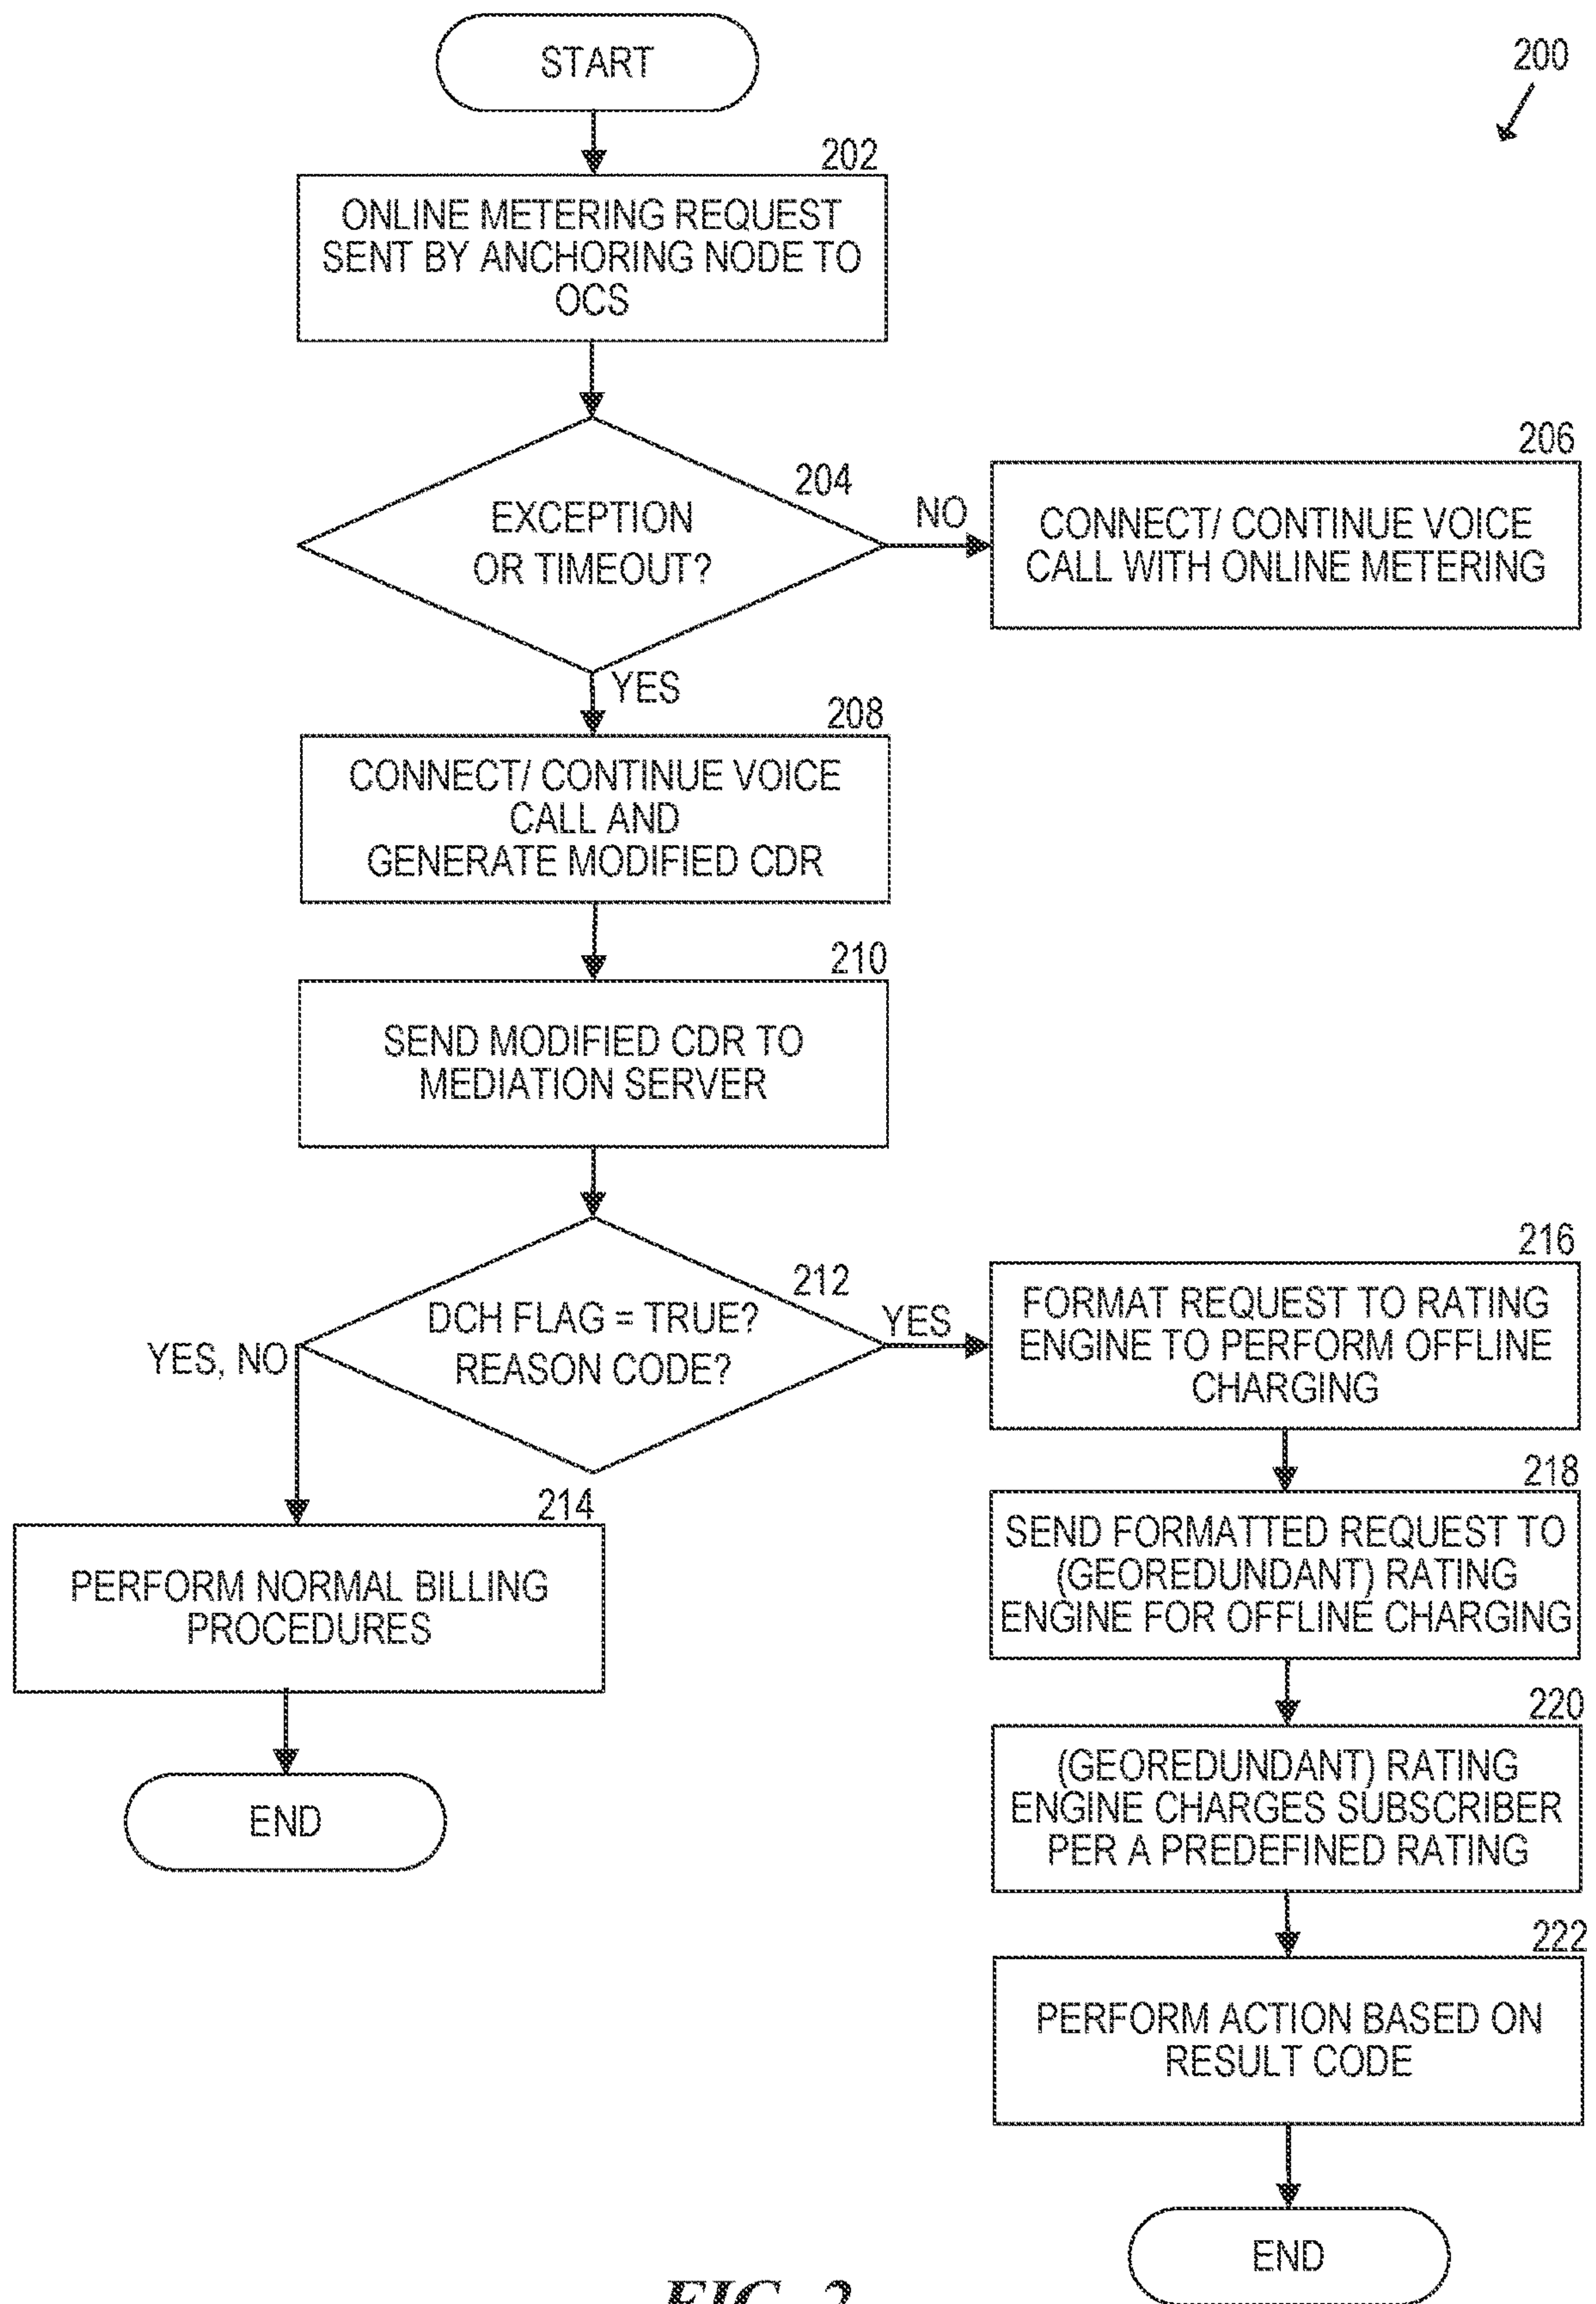 START
200
202
ONLINE METERING REQUEST
SENT BY ANCHORING NODE TO
OCS
204
EXCEPTION
OR TIMEOUT?
NO
206
CONNECT/ CONTINUE VOICE
CALL WITH ONLINE METERING
YES
208
CONNECT/ CONTINUE VOICE
CALL AND
GENERATE MODIFIED CDR
210
SEND MODIFIED CDR TO
MEDIATION SERVER
212
DCH FLAG = TRUE?
REASON CODE?
YES, NO
YES
214
PERFORM NORMAL BILLING
PROCEDURES
END
216
FORMAT REQUEST TO RATING
ENGINE TO PERFORM OFFLINE
CHARGING
218
SEND FORMATTED REQUEST TO
(GEOREDUNDANT) RATING
ENGINE FOR OFFLINE CHARGING
220
(GEOREDUNDANT) RATING
ENGINE CHARGES SUBSCRIBER
PER A PREDEFINED RATING
222
PERFORM ACTION BASED ON
RESULT CODE
END
FIG. 2